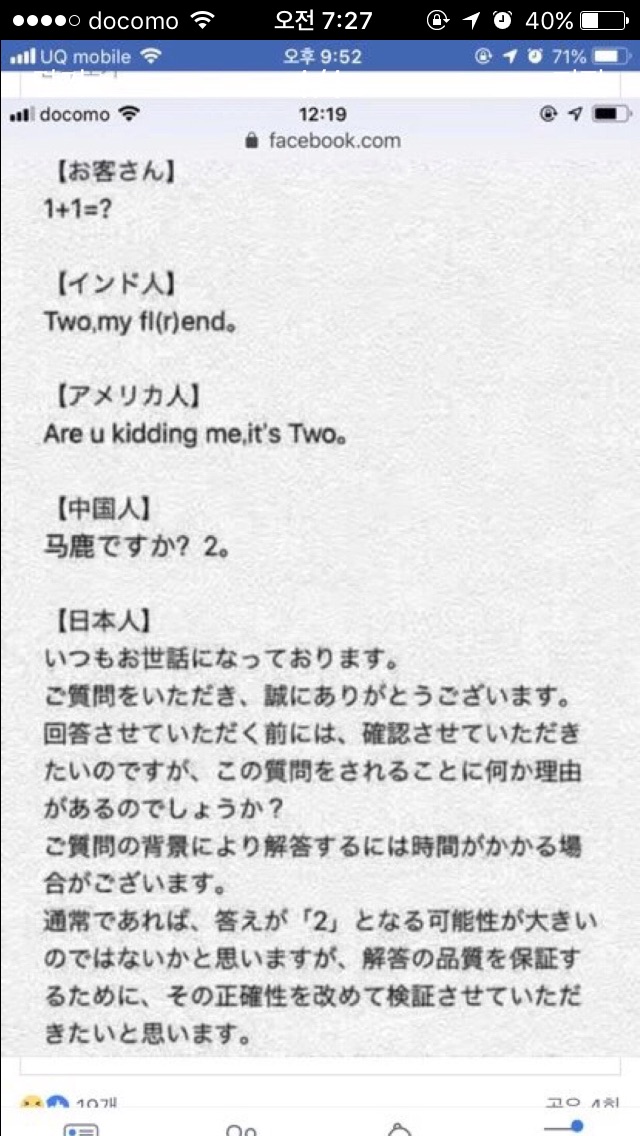 docomo 오전 7:27 40%
UQ mobile 오후 9:52 71%
docomo 12:19
facebook.com
【お客さん】
1+1=?
【インド人】
Two,my fl(r)end。
【アメリカ人】
Are u kidding me,it's Two。
【中国人】
马鹿ですか? 2。
【日本人】
いつもお世話になっております。
ご質問をいただき、誠にありがとうございます。
回答させていただく前には、確認させていただき
たいのですが、この質問をされることに何か理由
があるのでしょうか？
ご質問の背景により解答するには時間がかかる場
合がございます。
通常であれば、答えが「2」となる可能性が大きい
のではないかと思いますが、解答の品質を保証す
るために、その正確性を改めて検証させていただ
きたいと思います。
19개 공유 4회